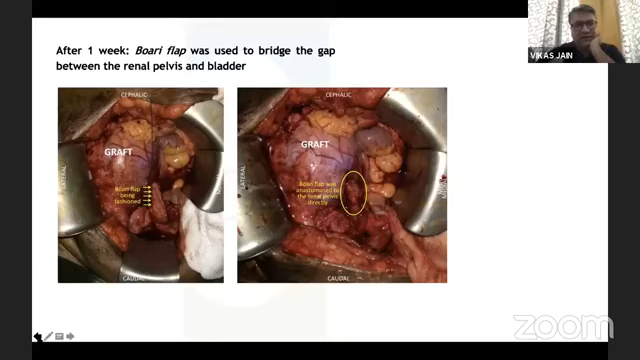 After 1 week: Boari flap was used to bridge the gap
between the renal pelvis and bladder
CEPHALIC
GRAFT
LATERAL
Boari flap
being
fashioned
CAUDAL
CEPHALIC
GRAFT
LATERAL
Boari flap was
anastomosed to
the renal pelvis
directly
CAUDAL
VIKAS JAIN
zoom